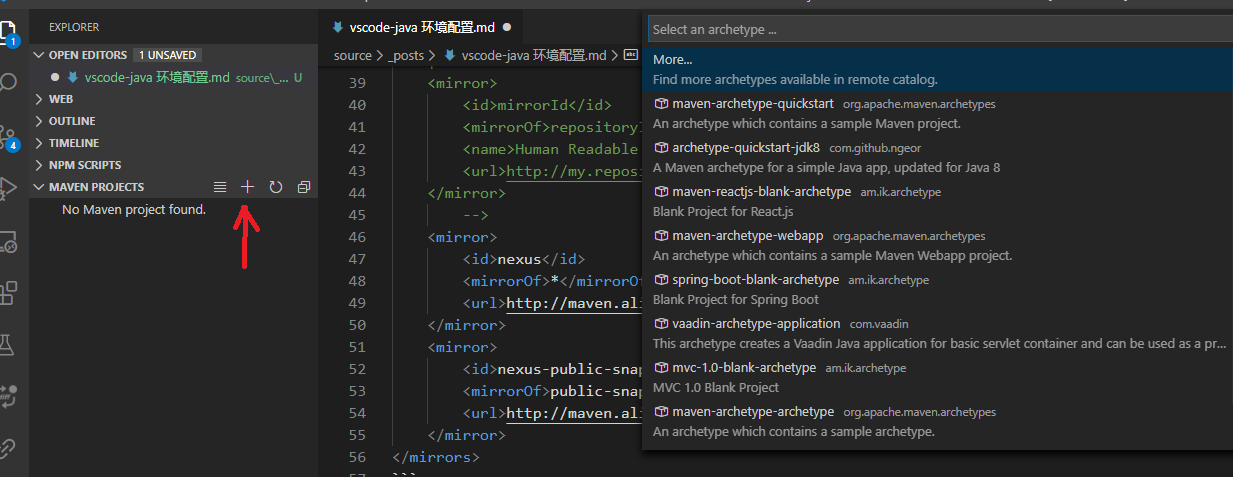 EXPLORER
OPEN EDITORS 1 UNSAVED
vscode-java 环境配置.md source\_... U
WEB
OUTLINE
TIMELINE
NPM SCRIPTS
MAVEN PROJECTS
No Maven project found.
1
4
vscode-java 环境配置.md
source > _posts > vscode-java 环境配置.md > abc
39 <mirror>
40 <id>mirrorId</id>
41 <mirrorOf>repositoryI
42 <name>Human Readable
43 <url>http://my.reposi
44 </mirror>
45 -->
46 <mirror>
47 <id>nexus</id>
48 <mirrorOf>*</mirrorOf
49 <url>http://maven.ali
50 </mirror>
51 <mirror>
52 <id>nexus-public-snap
53 <mirrorOf>public-snap
54 <url>http://maven.ali
55 </mirror>
56 </mirrors>
57 ```
Select an archetype ...
More...
Find more archetypes available in remote catalog.
maven-archetype-quickstart org.apache.maven.archetypes
An archetype which contains a sample Maven project.
archetype-quickstart-jdk8 com.github.ngeor
A Maven archetype for a simple Java app, updated for Java 8
maven-reactjs-blank-archetype am.ik.archetype
Blank Project for React.js
maven-archetype-webapp org.apache.maven.archetypes
An archetype which contains a sample Maven Webapp project.
spring-boot-blank-archetype am.ik.archetype
Blank Project for Spring Boot
vaadin-archetype-application com.vaadin
This archetype creates a Vaadin Java application for basic servlet container and can be used as a pr...
mvc-1.0-blank-archetype am.ik.archetype
MVC 1.0 Blank Project
maven-archetype-archetype org.apache.maven.archetypes
An archetype which contains a sample archetype.